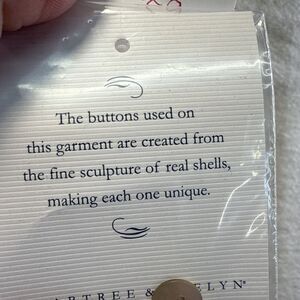 The buttons used on
this garment are created from
the fine sculpture of real shells,
making each one unique.